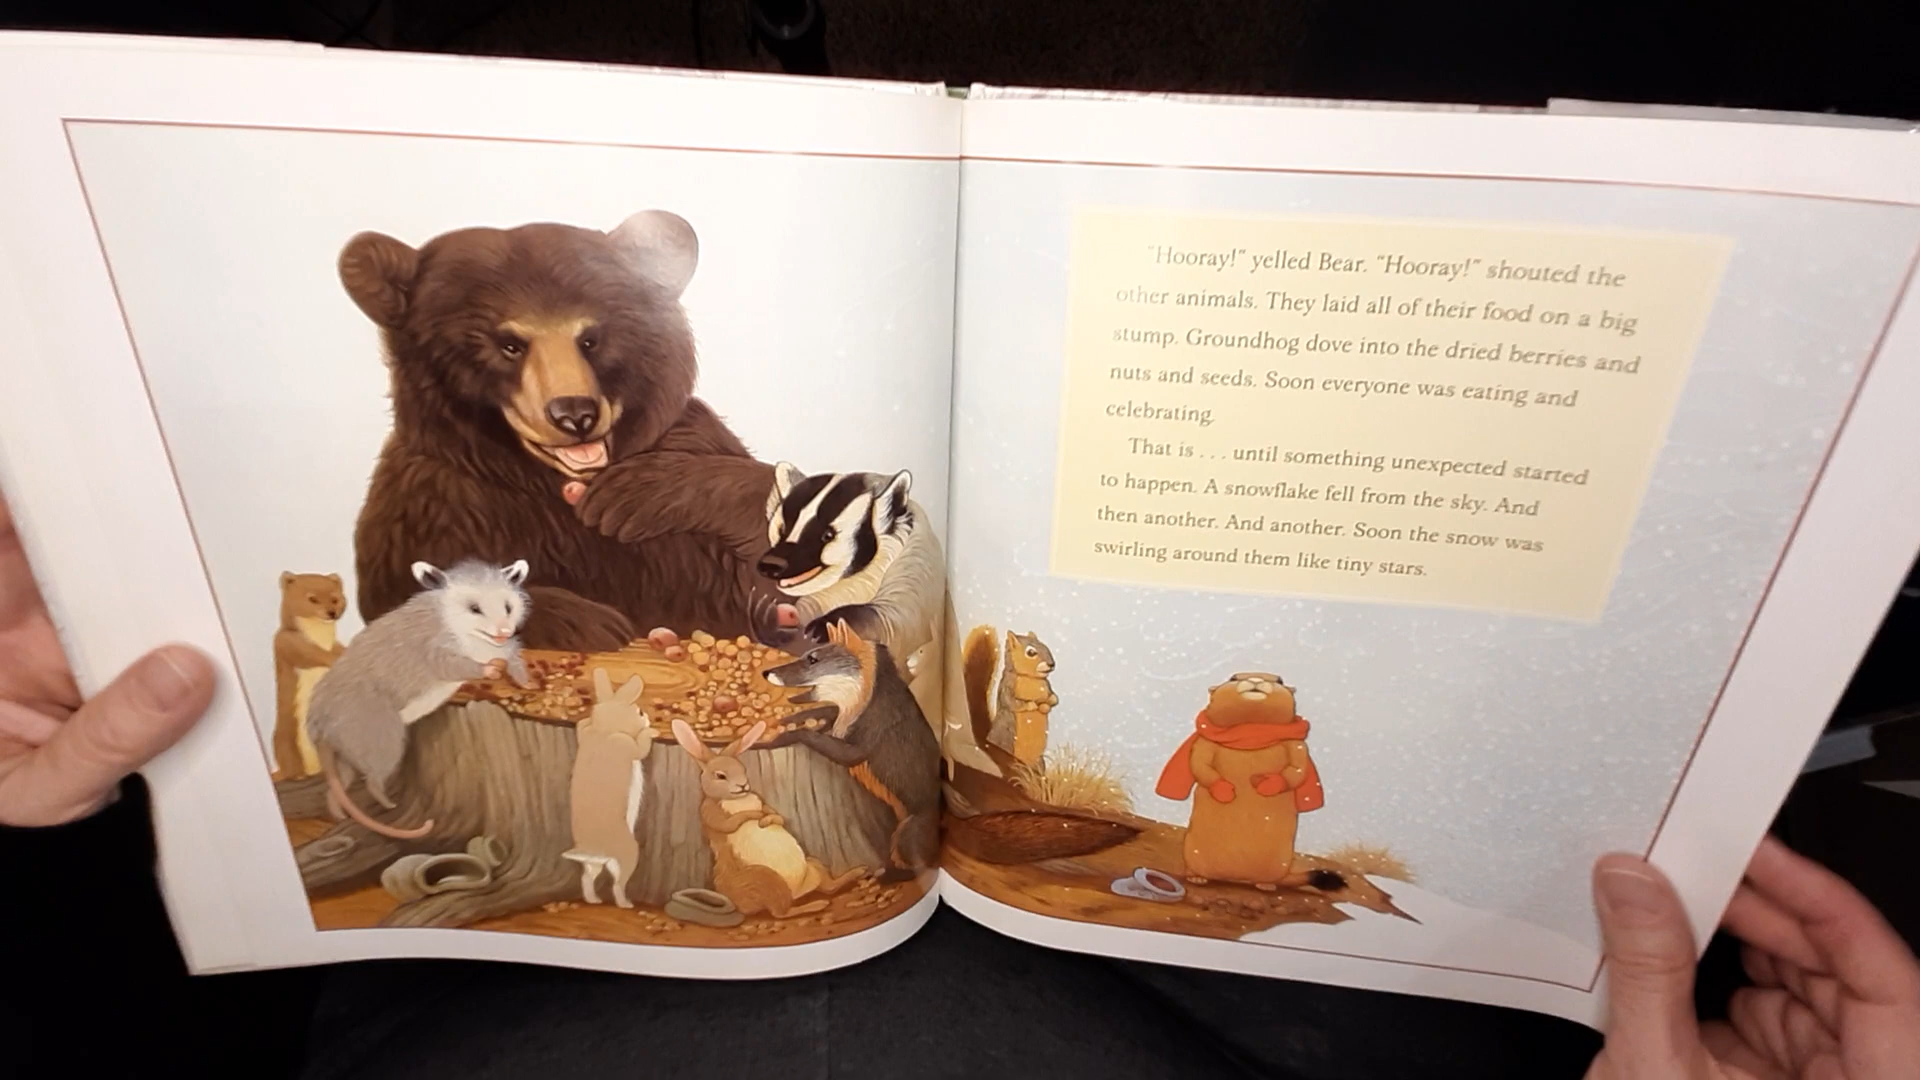 "Hooray!" yelled Bear. "Hooray!" shouted the
other animals. They laid all of their food on a big
stump. Groundhog dove into the dried berries and
nuts and seeds. Soon everyone was eating and
celebrating.
That is . . . until something unexpected started
to happen. A snowflake fell from the sky. And
then another. And another. Soon the snow was
swirling around them like tiny stars.